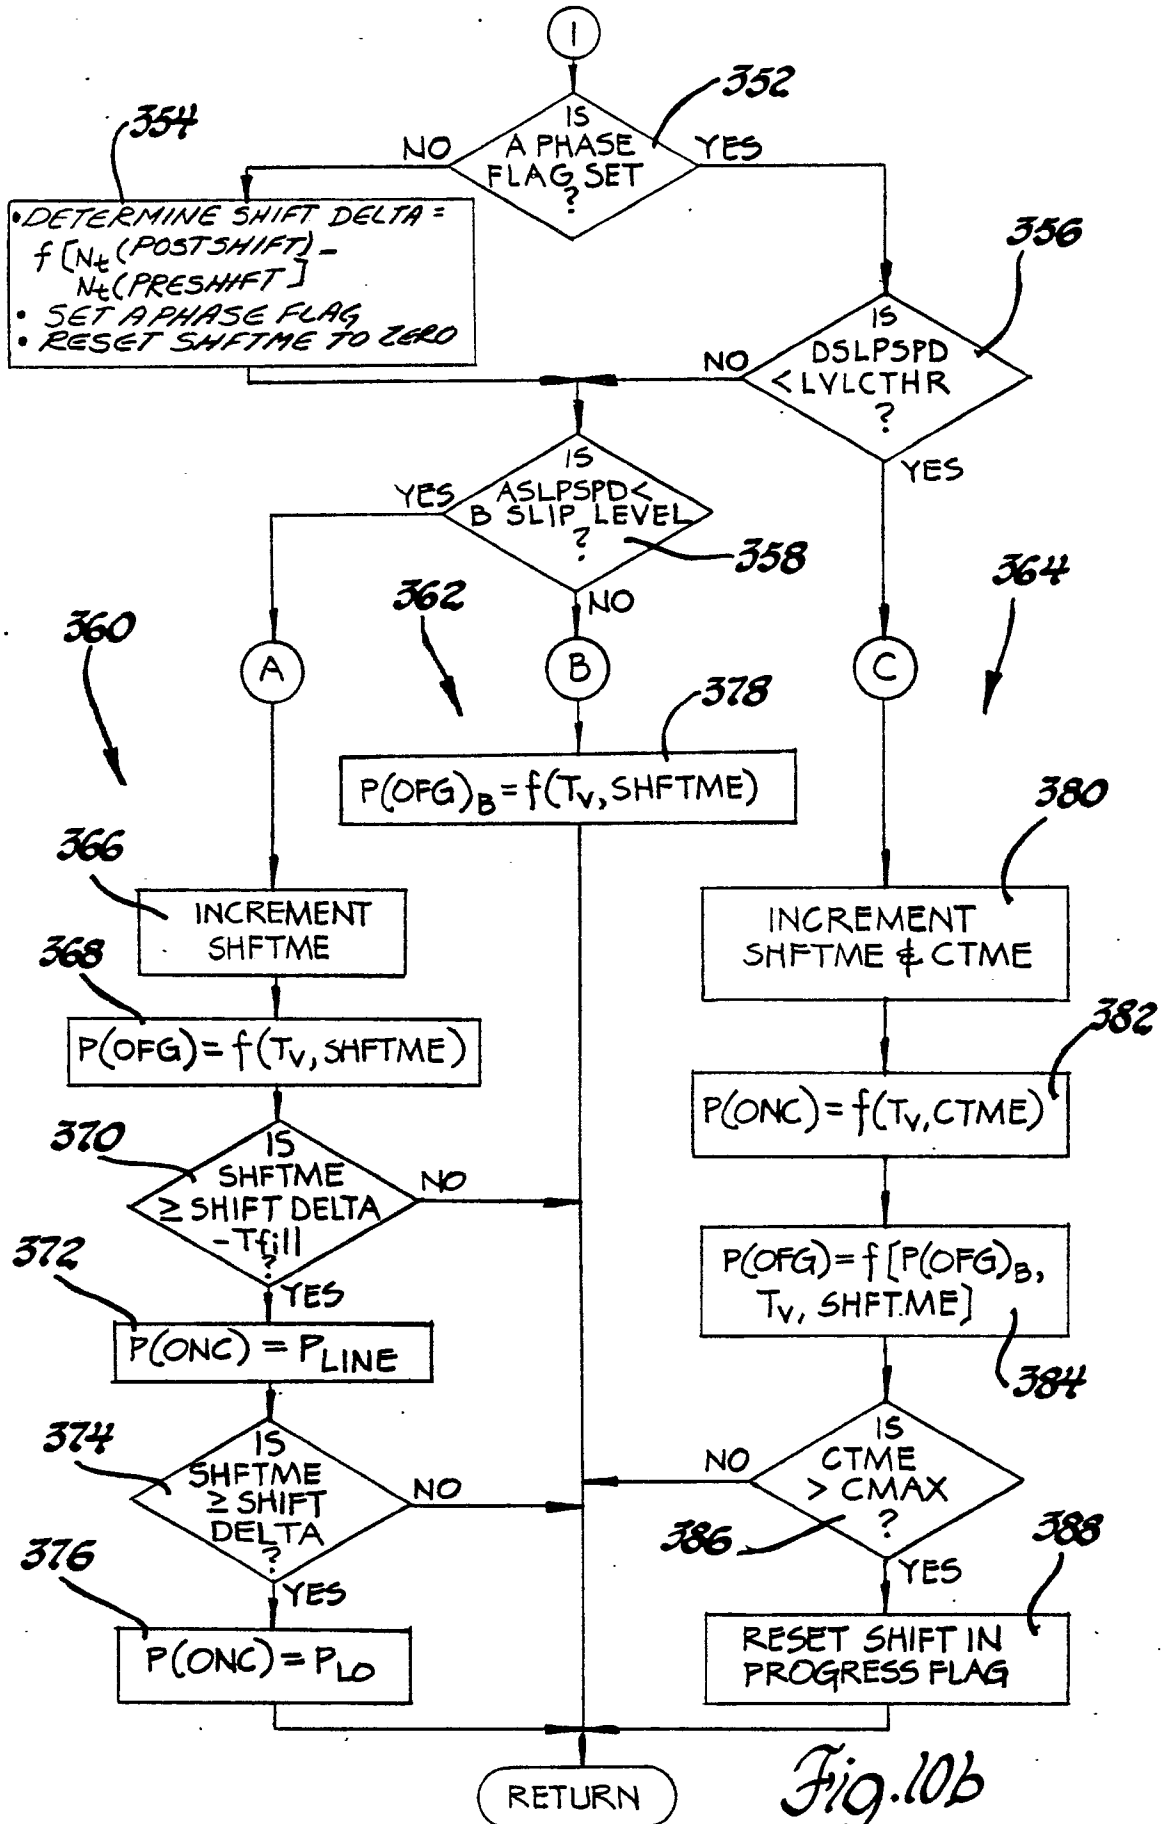 1
352
IS
A PHASE
FLAG SET
?
NO
YES
354
•DETERMINE SHIFT DELTA =
f[Nt(POSTSHIFT)-
Nt(PRESHIFT]
• SET A PHASE FLAG
• RESET SHFTME TO ZERO
356
IS
DSLPSPD
<LVLCTHR
?
NO
YES
IS
ASLPSPD<
B SLIP LEVEL
?
YES
358
NO
360
362
364
A
B
C
378
P(OFG)B=f(Tv,SHFTME)
366
INCREMENT
SHFTME
380
INCREMENT
SHFTME & CTME
368
P(OFG)=f(Tv,SHFTME)
382
P(ONC)=f(Tv,CTME)
370
IS
SHFTME
≥SHIFT DELTA
-Tfill
?
NO
YES
384
P(OFG)=f[P(OFG)B,
Tv, SHFT.ME]
372
P(ONC)=PLINE
374
IS
SHFTME
≥SHIFT
DELTA
?
NO
YES
386
IS
CTME
> CMAX
?
NO
YES
376
P(ONC)=PLO
388
RESET SHIFT IN
PROGRESS FLAG
RETURN
Fig.10b